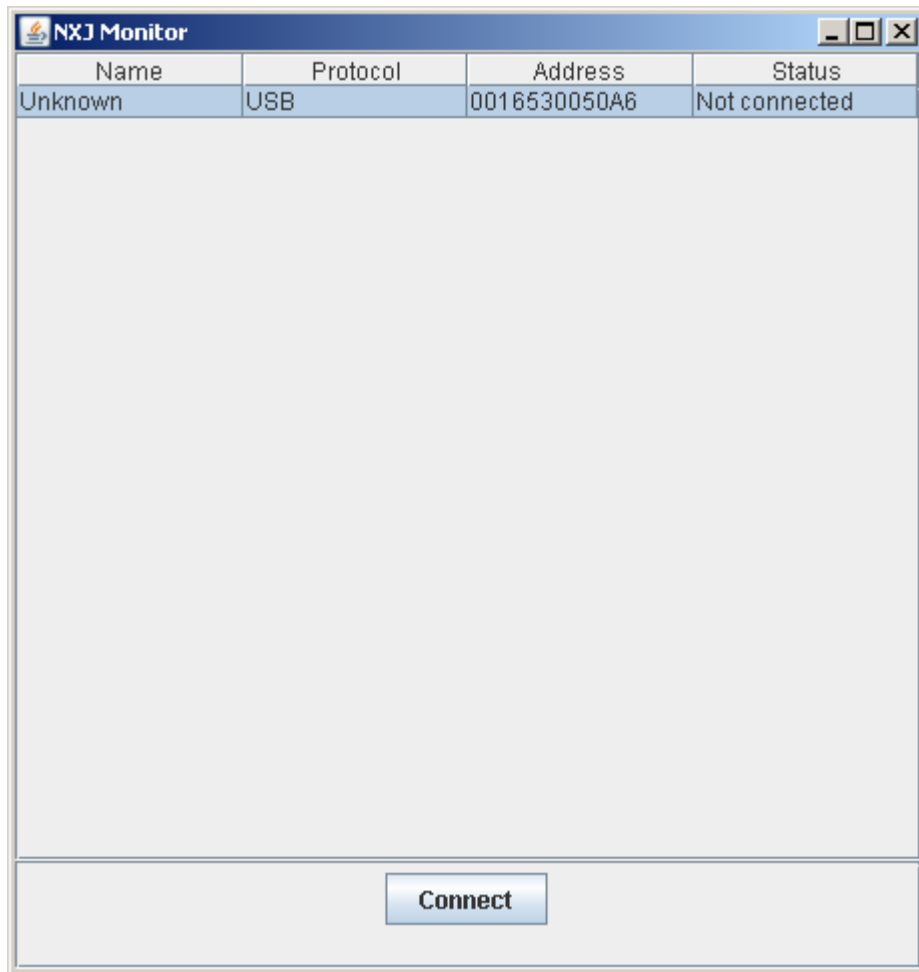 NXJ Monitor
Name Protocol Address Status
Unknown USB 0016530050A6 Not connected
Connect